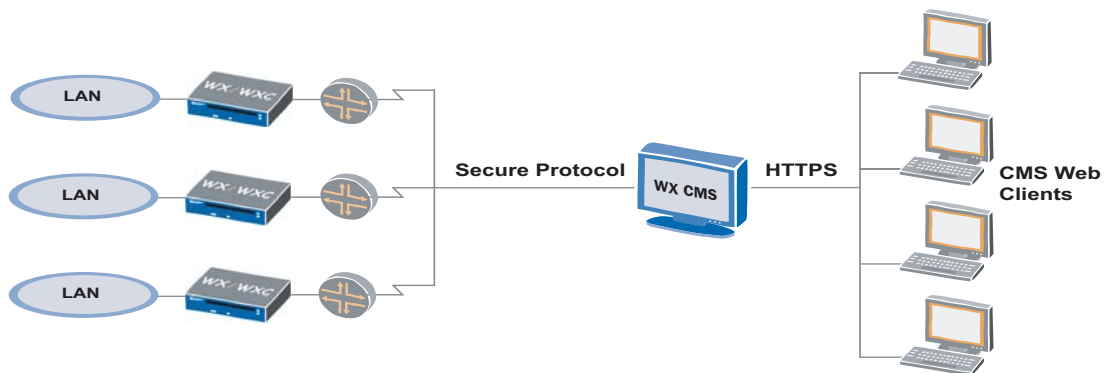 LAN
WX / WXC
LAN
WX / WXC
LAN
WX / WXC
Secure Protocol
WX CMS
HTTPS
CMS Web
Clients